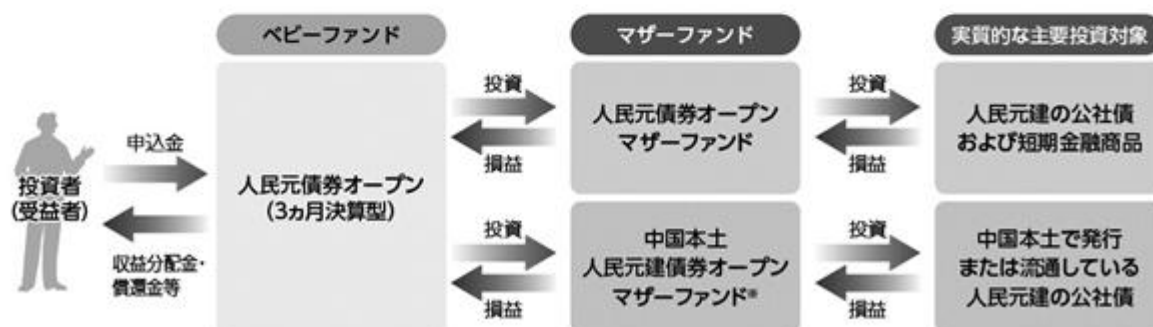 ベビーファンド
マザーファンド
実質的な主要投資対象
投資者
(受益者)
申込金
収益分配金・
償還金等
人民元債券オープン
(3ヵ月決算型)
投資
損益
人民元債券オープン
マザーファンド
投資
損益
人民元建の公社債
および短期金融商品
投資
損益
中国本土
人民元建債券オープン
マザーファンド※
投資
損益
中国本土で発行
または流通している
人民元建の公社債